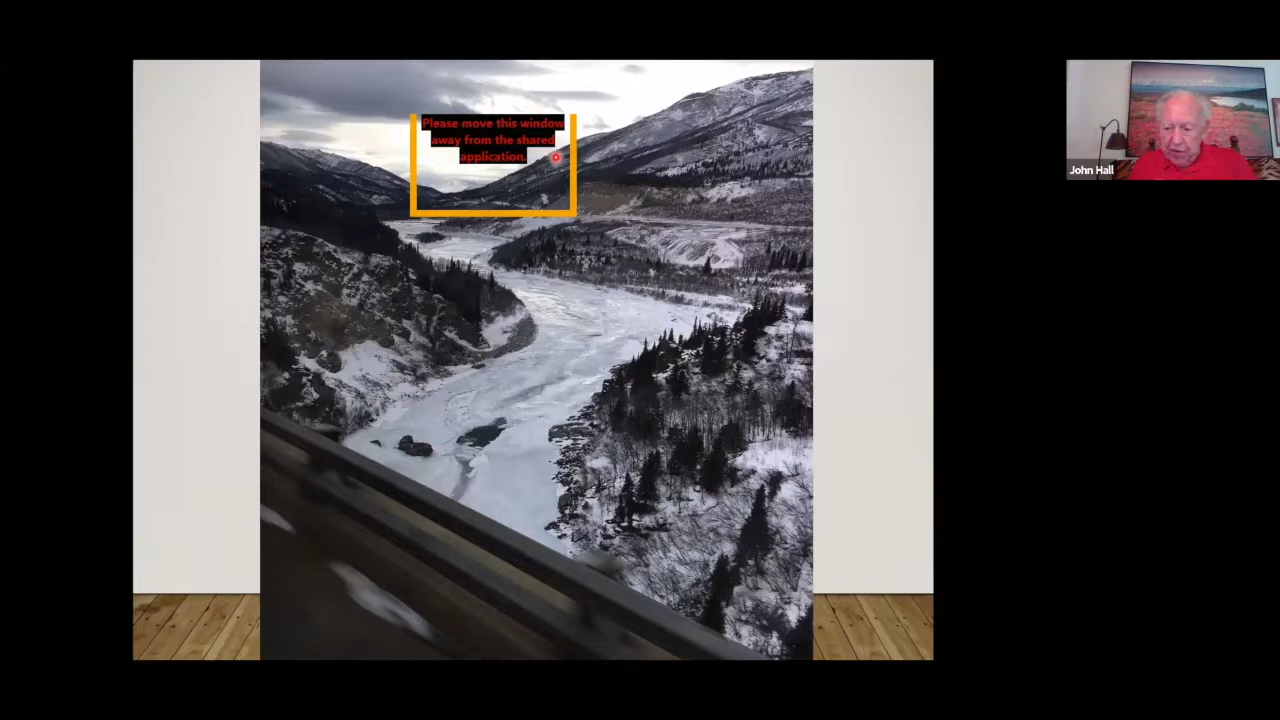 Please move this window
away from the shared
application.
John Hall